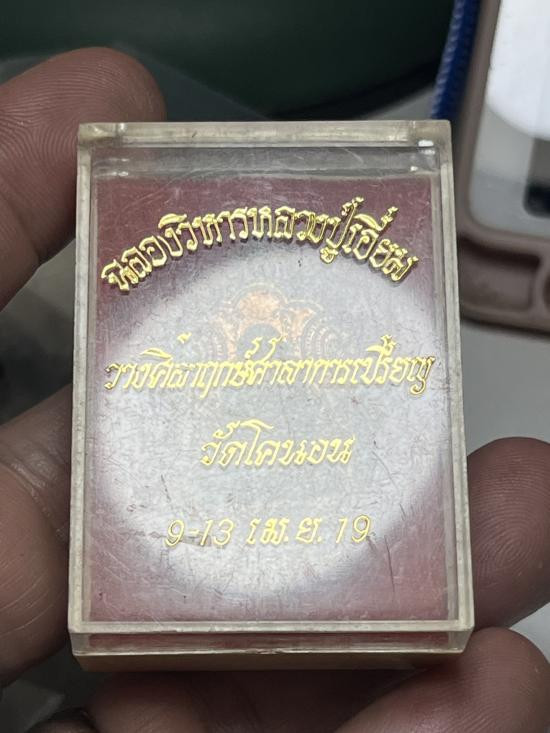 ฉลองวิหารหลวงปู่เอี่ยม
วางศิลาฤกษ์ศาลาการเปรียญ
วัดโคนอน
9-13 เม.ย. 19